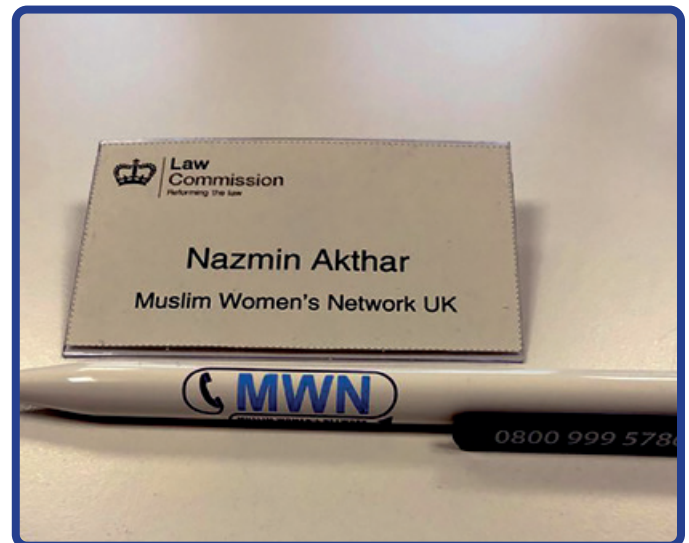 Law
Commission
Reforming the law
Nazmin Akthar
Muslim Women's Network UK
MWN
0800 999 578